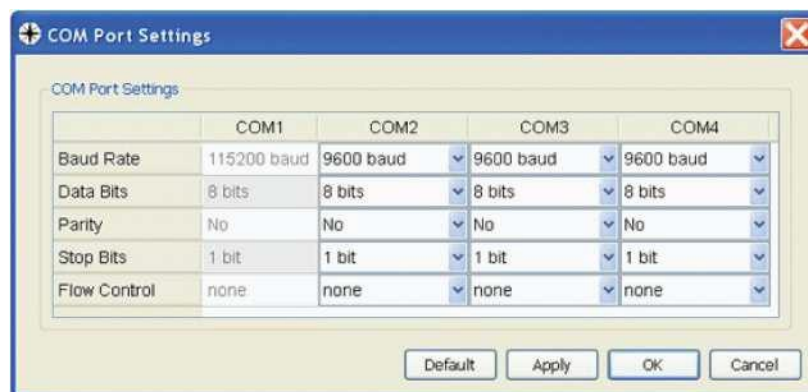 COM Port Settings
COM Port Settings
COM1 COM2 COM3 COM4
Baud Rate 115200 baud 9600 baud 9600 baud 9600 baud
Data Bits 8 bits 8 bits 8 bits 8 bits
Parity No No No No
Stop Bits 1 bit 1 bit 1 bit 1 bit
Flow Control none none none none
Default Apply OK Cancel